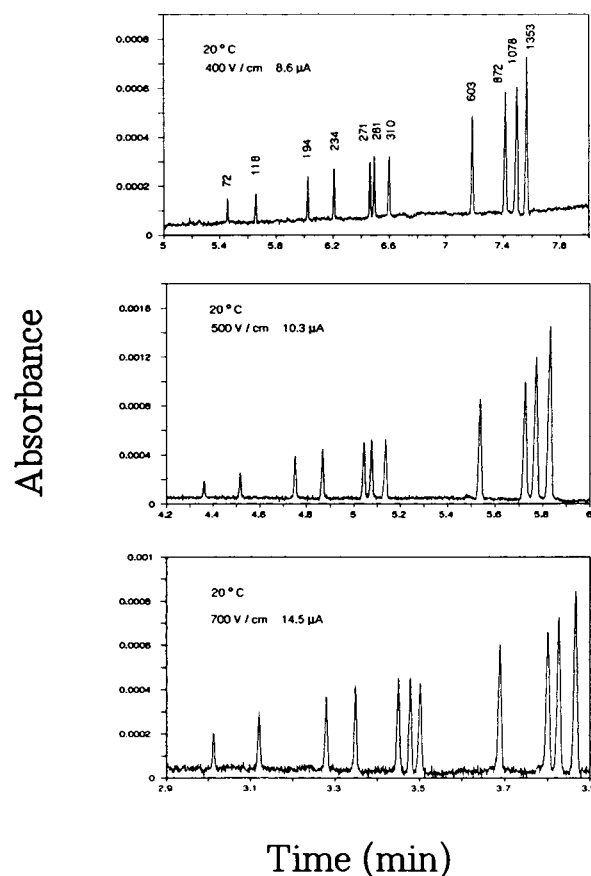 0.0008
20 °C
400 V / cm 8.6 µA
0.0006
0.0004
0.0002
0
72
118
194
234
271
281
310
603
872
1078
1353
5 5.4 5.8 6.2 6.6 7 7.4 7.8
Absorbance
0.0016
20 °C
500 V / cm 10.3 µA
0.0012
0.0008
0.0004
0
4.2 4.4 4.6 4.8 5 5.2 5.4 5.6 5.8 6
0.001
20 °C
700 V / cm 14.5 µA
0.0008
0.0006
0.0004
0.0002
0
2.9 3.1 3.3 3.5 3.7 3.9
Time (min)